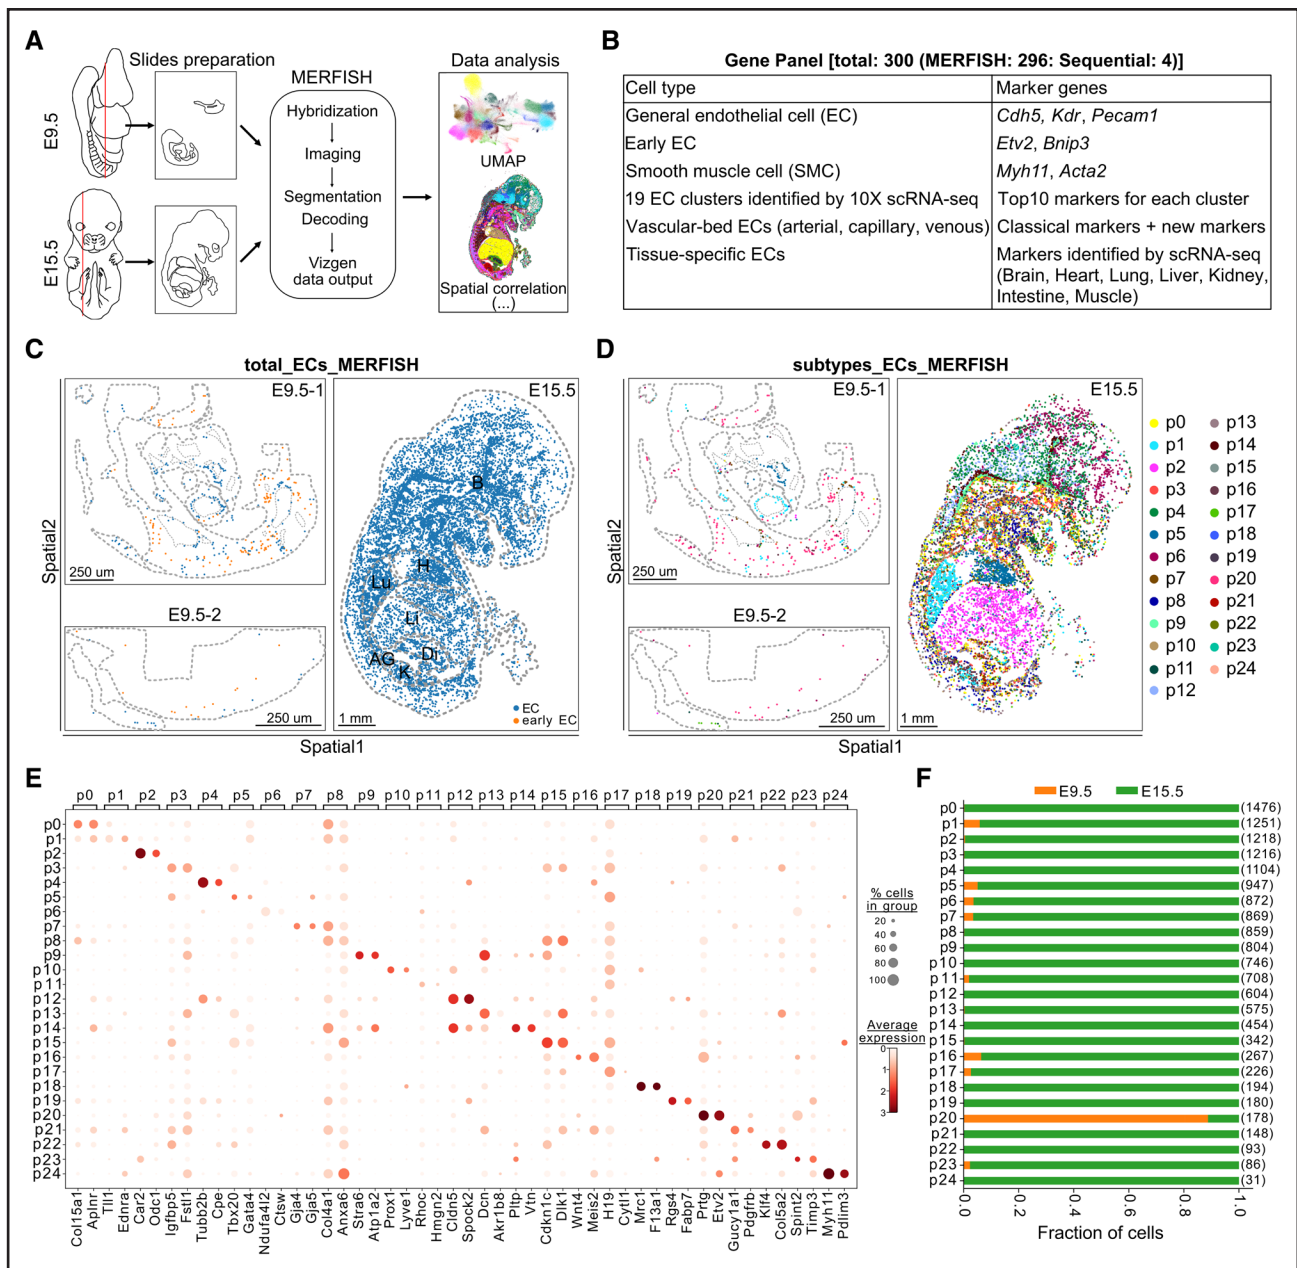 A
Slides preparation
E9.5
E15.5
MERFISH
Hybridization
Imaging
Segmentation
Decoding
Vizgen
data output
Data analysis
UMAP
Spatial correlation
(...)
B
Gene Panel [total: 300 (MERFISH: 296: Sequential: 4)]
Cell type
Marker genes
General endothelial cell (EC)
Cdh5, Kdr, Pecam1
Early EC
Etv2, Bnip3
Smooth muscle cell (SMC)
Myh11, Acta2
19 EC clusters identified by 10X scRNA-seq
Top10 markers for each cluster
Vascular-bed ECs (arterial, capillary, venous)
Classical markers + new markers
Tissue-specific ECs
Markers identified by scRNA-seq
(Brain, Heart, Lung, Liver, Kidney,
Intestine, Muscle)
C
total_ECs_MERFISH
E9.5-1
250 um
E9.5-2
250 um
E15.5
B
H
Lu
Li
Di
AG
K
EC
early EC
1 mm
Spatial2
Spatial1
D
subtypes_ECs_MERFISH
E9.5-1
250 um
E9.5-2
250 um
E15.5
1 mm
Spatial2
Spatial1
p0
p1
p2
p3
p4
p5
p6
p7
p8
p9
p10
p11
p12
p13
p14
p15
p16
p17
p18
p19
p20
p21
p22
p23
p24
E
p0 p1 p2 p3 p4 p5 p6 p7 p8 p9 p10 p11 p12 p13 p14 p15 p16 p17 p18 p19 p20 p21 p22 p23 p24
p0
p1
p2
p3
p4
p5
p6
p7
p8
p9
p10
p11
p12
p13
p14
p15
p16
p17
p18
p19
p20
p21
p22
p23
p24
Col15a1
Aplnr
Tll1
Ednra
Car2
Odc1
Igfbp5
Fstl1
Tubb2b
Cpe
Tbx20
Gata4
Ndufa4l2
Ctsw
Gja4
Gja5
Col4a1
Anxa6
Stra6
Atp1a2
Prox1
Lyve1
Rhoc
Hmgn2
Cldn5
Spock2
Dcn
Akr1b8
Pltp
Vtn
Cdkn1c
Dlk1
Wnt4
Meis2
H19
Cytl1
Mrc1
F13a1
Rgs4
Fabp7
Prtg
Etv2
Gucy1a1
Pdgfrb
Klf4
Col5a2
Spint2
Timp3
Myh11
Pdlim3
% cells
in group
20
40
60
80
100
Average
expression
0
1
2
3
F
E9.5
E15.5
p0 (1476)
p1 (1251)
p2 (1218)
p3 (1216)
p4 (1104)
p5 (947)
p6 (872)
p7 (869)
p8 (859)
p9 (804)
p10 (746)
p11 (708)
p12 (604)
p13 (575)
p14 (454)
p15 (342)
p16 (267)
p17 (226)
p18 (194)
p19 (180)
p20 (178)
p21 (148)
p22 (93)
p23 (86)
p24 (31)
0.0
0.2
0.4
0.6
0.8
1.0
Fraction of cells